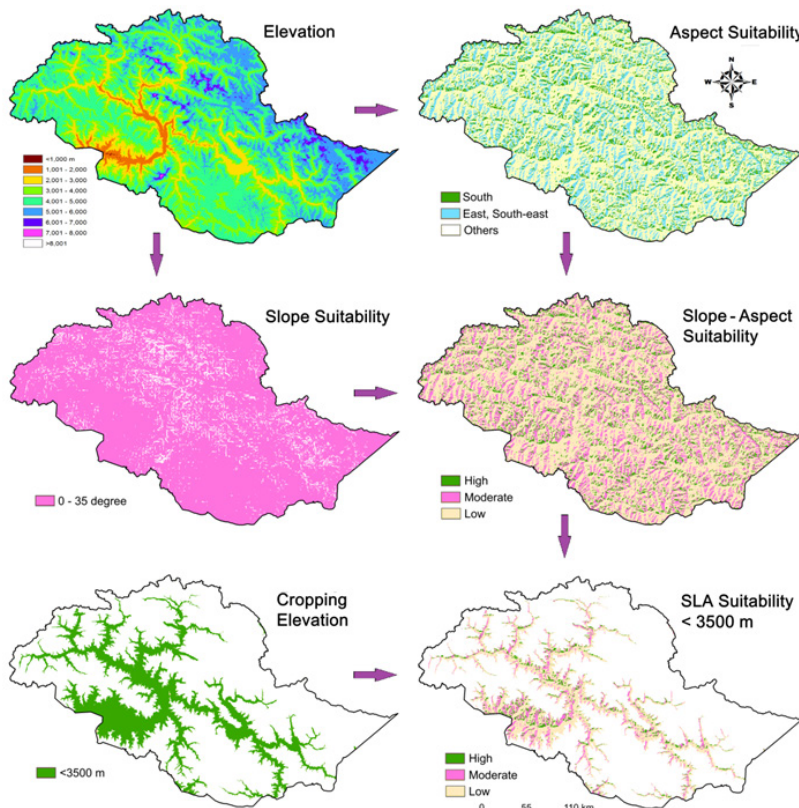 Elevation
<1,000 m
1,001 - 2,000
2,001 - 3,000
3,001 - 4,000
4,001 - 5,000
5,001 - 6,000
6,001 - 7,000
7,001 - 8,000
>8,001
Aspect Suitability
N
W E
S
South
East, South-east
Others
Slope Suitability
0 - 35 degree
Slope - Aspect
Suitability
High
Moderate
Low
Cropping
Elevation
<3500 m
SLA Suitability
< 3500 m
High
Moderate
Low
0 55 110 km